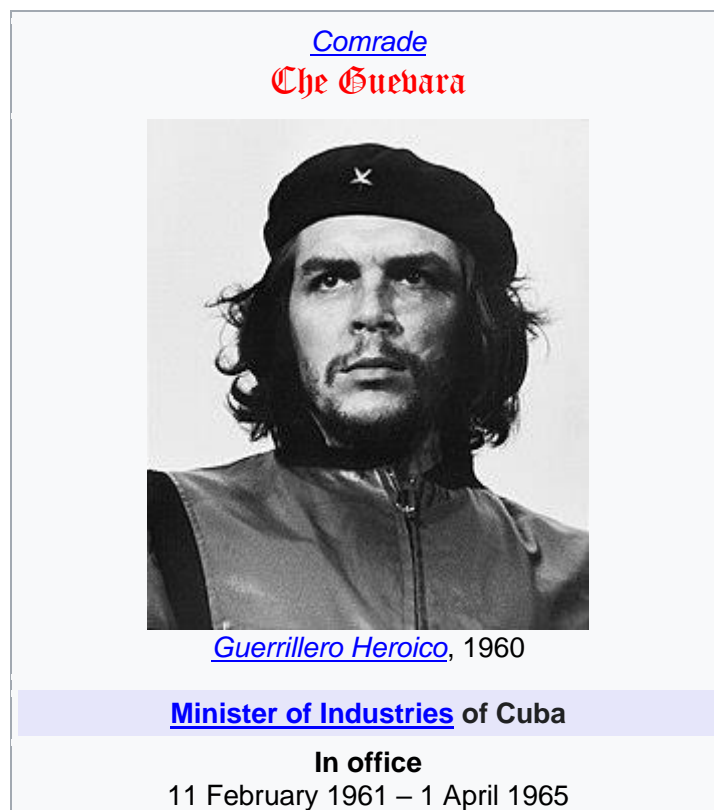 Comrade
Che Guevara
Guerrillero Heroico, 1960
Minister of Industries of Cuba
In office
11 February 1961 – 1 April 1965